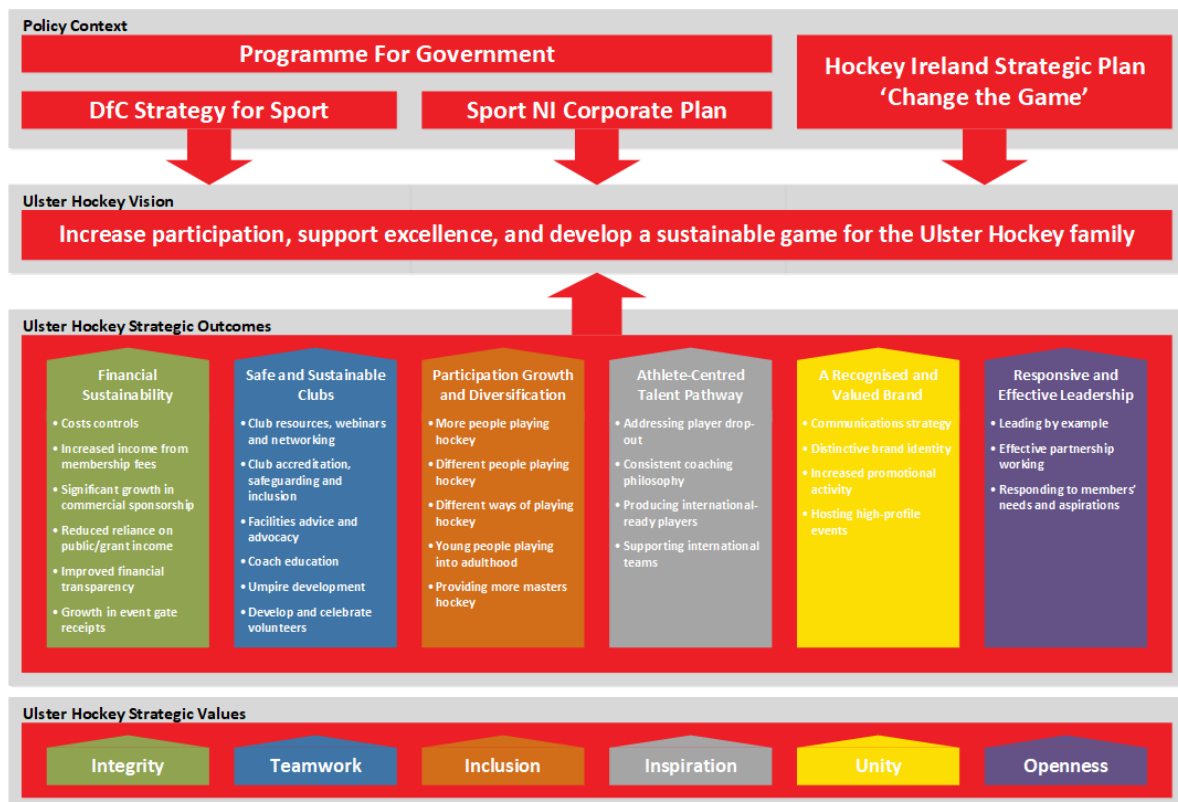 Policy Context
Programme For Government
Hockey Ireland Strategic Plan
‘Change the Game’
DfC Strategy for Sport
Sport NI Corporate Plan
Ulster Hockey Vision
Increase participation, support excellence, and develop a sustainable game for the Ulster Hockey family
Ulster Hockey Strategic Outcomes
Financial
Sustainability
• Costs controls
• Increased income from
membership fees
• Significant growth in
commercial sponsorship
• Reduced reliance on
public/grant income
• Improved financial
transparency
• Growth in event gate
receipts
Safe and Sustainable
Clubs
• Club resources, webinars
and networking
• Club accreditation,
safeguarding and
inclusion
• Facilities advice and
advocacy
• Coach education
• Umpire development
• Develop and celebrate
volunteers
Participation Growth
and Diversification
• More people playing
hockey
• Different people playing
hockey
• Different ways of playing
hockey
• Young people playing
into adulthood
• Providing more masters
hockey
Athlete-Centred
Talent Pathway
• Addressing player drop-
out
• Consistent coaching
philosophy
• Producing international-
ready players
• Supporting international
teams
A Recognised and
Valued Brand
• Communications strategy
• Distinctive brand identity
• Increased promotional
activity
• Hosting high-profile
events
Responsive and
Effective Leadership
• Leading by example
• Effective partnership
working
• Responding to members’
needs and aspirations
Ulster Hockey Strategic Values
Integrity
Teamwork
Inclusion
Inspiration
Unity
Openness